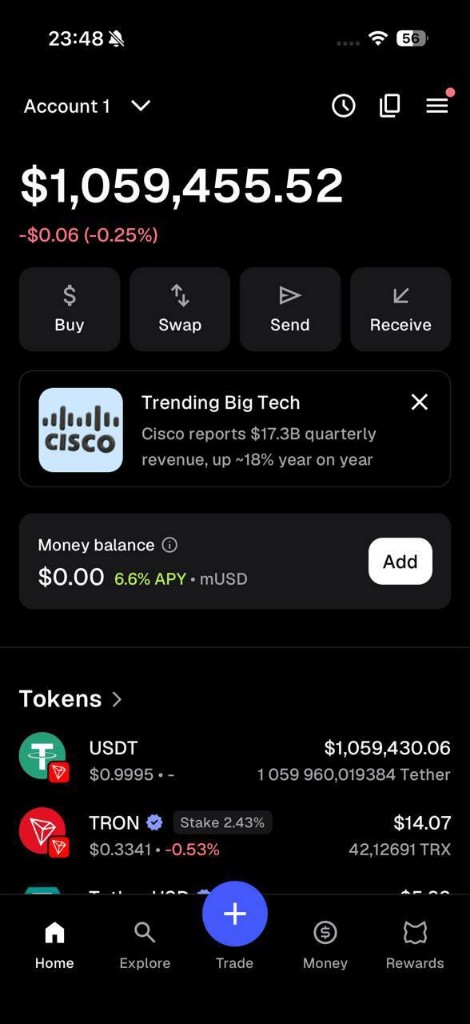 23:48
56
Account 1
$1,059,455.52
-$0.06 (-0.25%)
Buy
Swap
Send
Receive
Trending Big Tech
Cisco reports $17.3B quarterly
revenue, up ~18% year on year
CISCO
Money balance
$0.00 6.6% APY • mUSD
Add
Tokens
USDT $1,059,430.06
$0.9995 • - 1 059 960,019384 Tether
TRON Stake 2.43% $14.07
$0.3341 • -0.53% 42,12691 TRX
Home
Explore
Trade
Money
Rewards